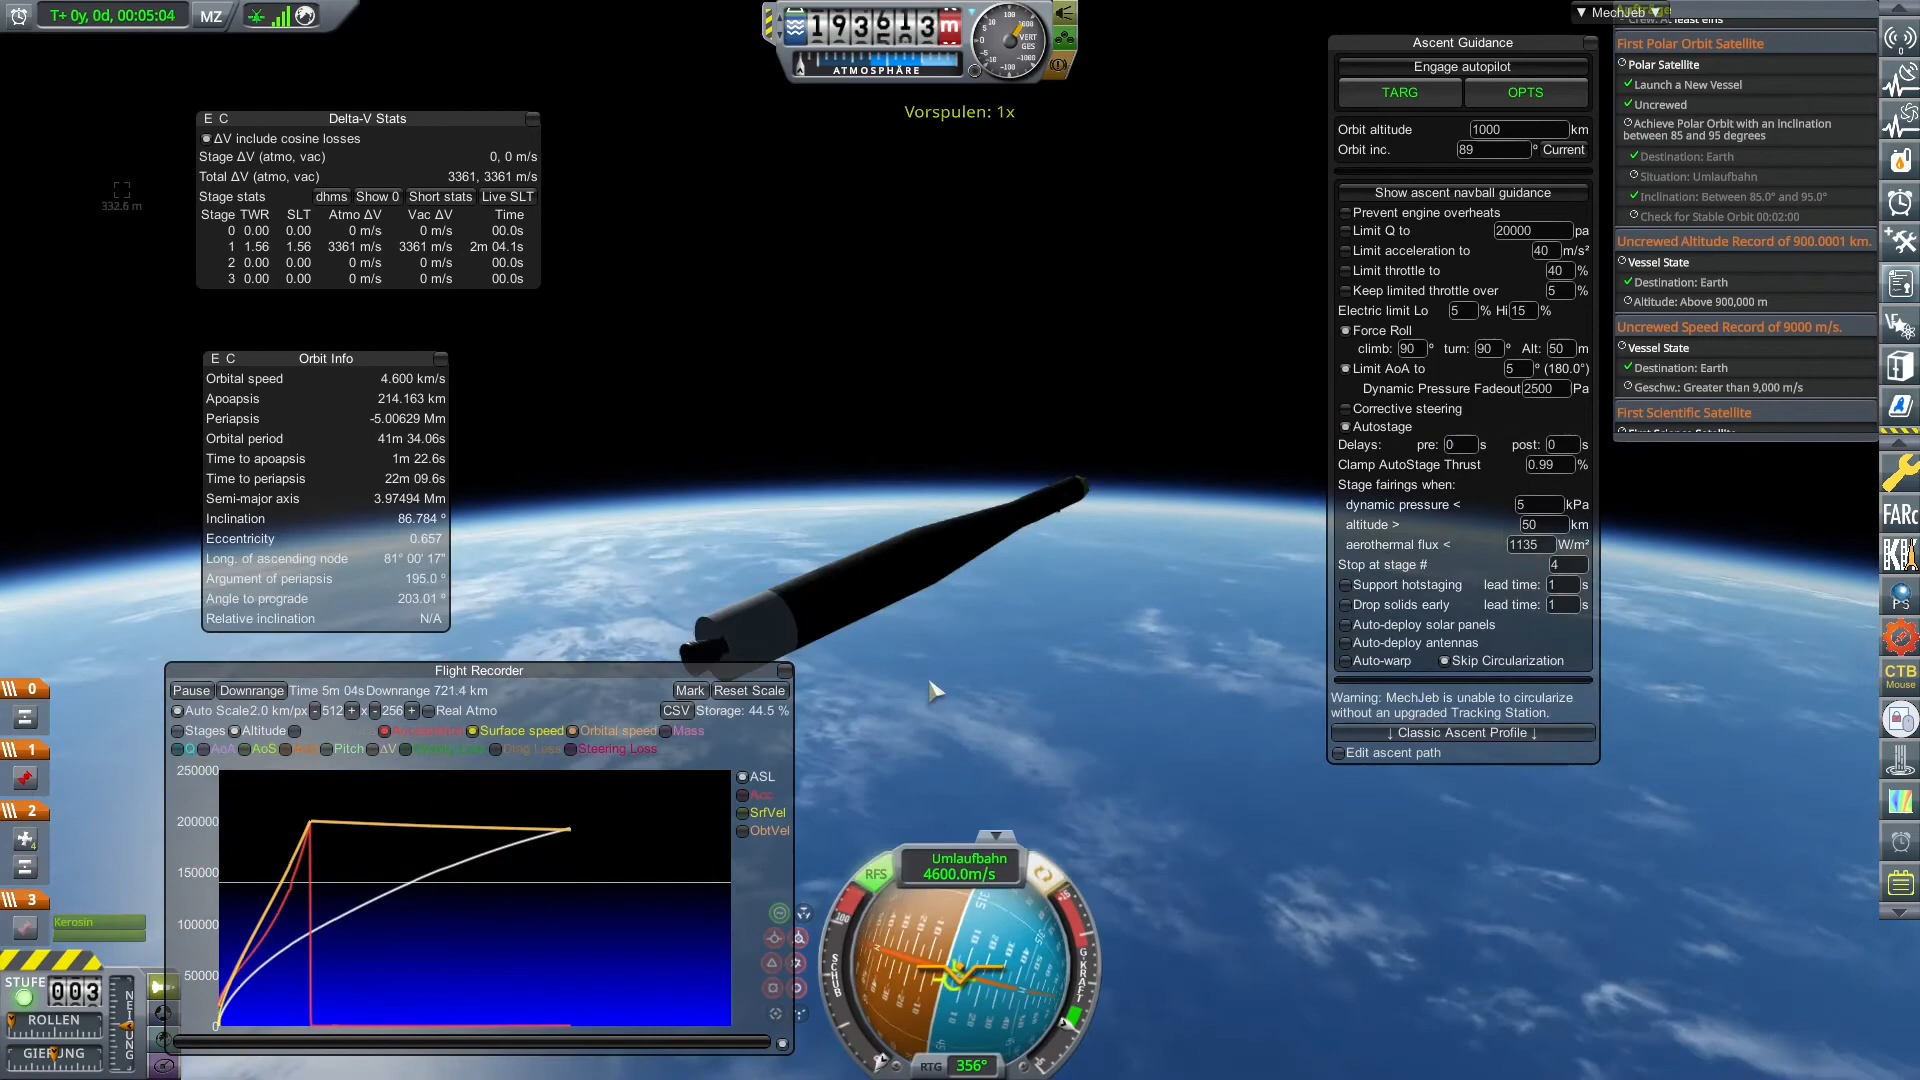 T+ 0y, 0d, 00:05:04
MZ
193613 m
ATMOSPHÄRE
VERT
GES
Vorspulen: 1x
332.6 m
E C Delta-V Stats
ΔV include cosine losses
Stage ΔV (atmo, vac) 0, 0 m/s
Total ΔV (atmo, vac) 3361, 3361 m/s
Stage stats dhms Show 0 Short stats Live SLT
Stage TWR SLT Atmo ΔV Vac ΔV Time
0 0.00 0.00 0 m/s 0 m/s 00.0s
1 1.56 1.56 3361 m/s 3361 m/s 2m 04.1s
2 0.00 0.00 0 m/s 0 m/s 00.0s
3 0.00 0.00 0 m/s 0 m/s 00.0s
E C Orbit Info
Orbital speed 4.600 km/s
Apoapsis 214.163 km
Periapsis -5.00629 Mm
Orbital period 41m 34.06s
Time to apoapsis 1m 22.6s
Time to periapsis 22m 09.6s
Semi-major axis 3.97494 Mm
Inclination 86.784 º
Eccentricity 0.657
Long. of ascending node 81° 00' 17"
Argument of periapsis 195.0 º
Angle to prograde 203.01 º
Relative inclination N/A
Flight Recorder
Pause Downrange Time 5m 04s Downrange 721.4 km Mark Reset Scale
Auto Scale 2.0 km/px - 512 + x - 256 + Real Atmo CSV Storage: 44.5 %
Stages Altitude Surface speed Orbital speed Mass
Q AoA AoS Pitch ΔV Drag Loss Steering Loss
250000
200000
150000
100000
50000
0
ASL
Acc
SrfVel
ObtVel
0
1
2
4
3
Kerosin
STUFE
003
ROLLEN
GIERUNG
NEIGUNG
RFS
Umlaufbahn
4600.0m/s
SCHUB
G-KRAFT
RTG 356°
MechJeb
Ascent Guidance
Engage autopilot
TARG OPTS
Orbit altitude 1000 km
Orbit inc. 89 º Current
Show ascent navball guidance
Prevent engine overheats
Limit Q to 20000 pa
Limit acceleration to 40 m/s²
Limit throttle to 40 %
Keep limited throttle over 5 %
Electric limit Lo 5 % Hi 15 %
Force Roll
climb: 90 º turn: 90 º Alt: 50 m
Limit AoA to 5 º (180.0°)
Dynamic Pressure Fadeout 2500 Pa
Corrective steering
Autostage
Delays: pre: 0 s post: 0 s
Clamp AutoStage Thrust 0.99 %
Stage fairings when:
dynamic pressure < 5 kPa
altitude > 50 km
aerothermal flux < 1135 W/m²
Stop at stage # 4
Support hotstaging lead time: 1 s
Drop solids early lead time: 1 s
Auto-deploy solar panels
Auto-deploy antennas
Auto-warp Skip Circularization
Warning: MechJeb is unable to circularize
without an upgraded Tracking Station.
↓ Classic Ascent Profile ↓
Edit ascent path
Crew: At least eins
First Polar Orbit Satellite
Polar Satellite
Launch a New Vessel
Uncrewed
Achieve Polar Orbit with an inclination
between 85 and 95 degrees
Destination: Earth
Situation: Umlaufbahn
Inclination: Between 85.0° and 95.0°
Check for Stable Orbit 00:02:00
Uncrewed Altitude Record of 900.0001 km.
Vessel State
Destination: Earth
Altitude: Above 900,000 m
Uncrewed Speed Record of 9000 m/s.
Vessel State
Destination: Earth
Geschw.: Greater than 9,000 m/s
First Scientific Satellite
0
FARc
PS
CTB
Mouse